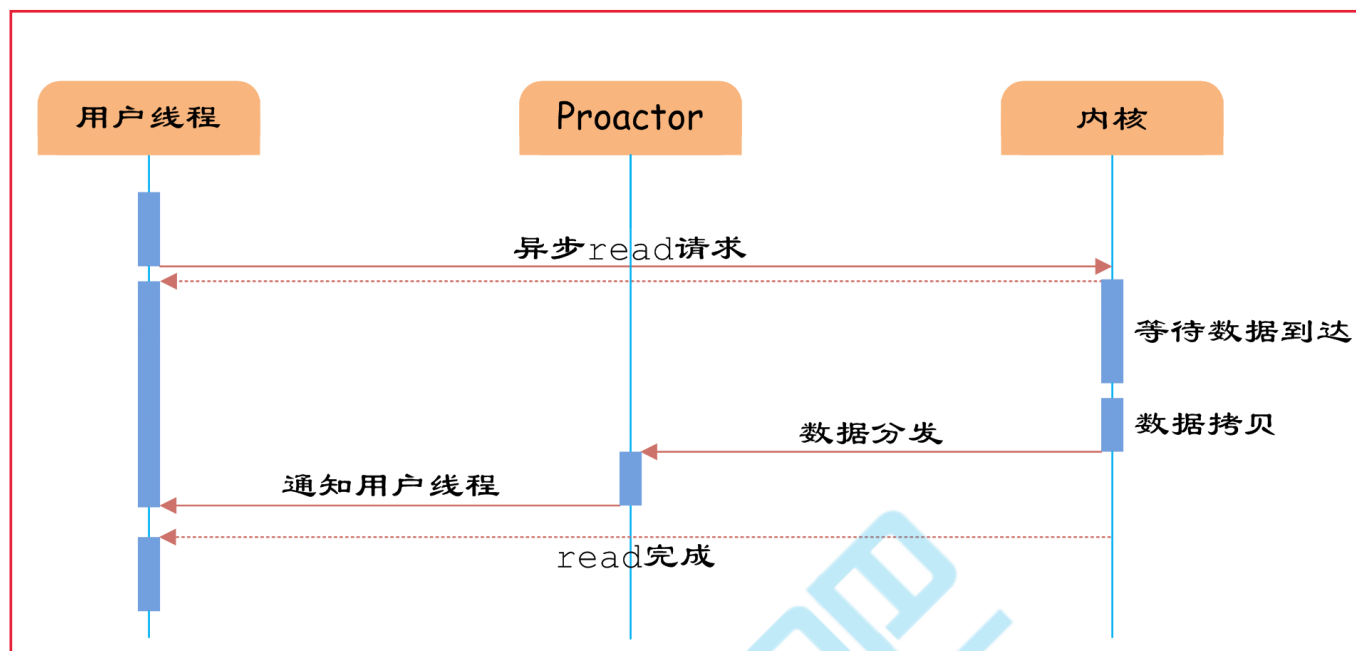 用户线程
Proactor
内核
异步read请求
等待数据到达
数据拷贝
数据分发
通知用户线程
read完成